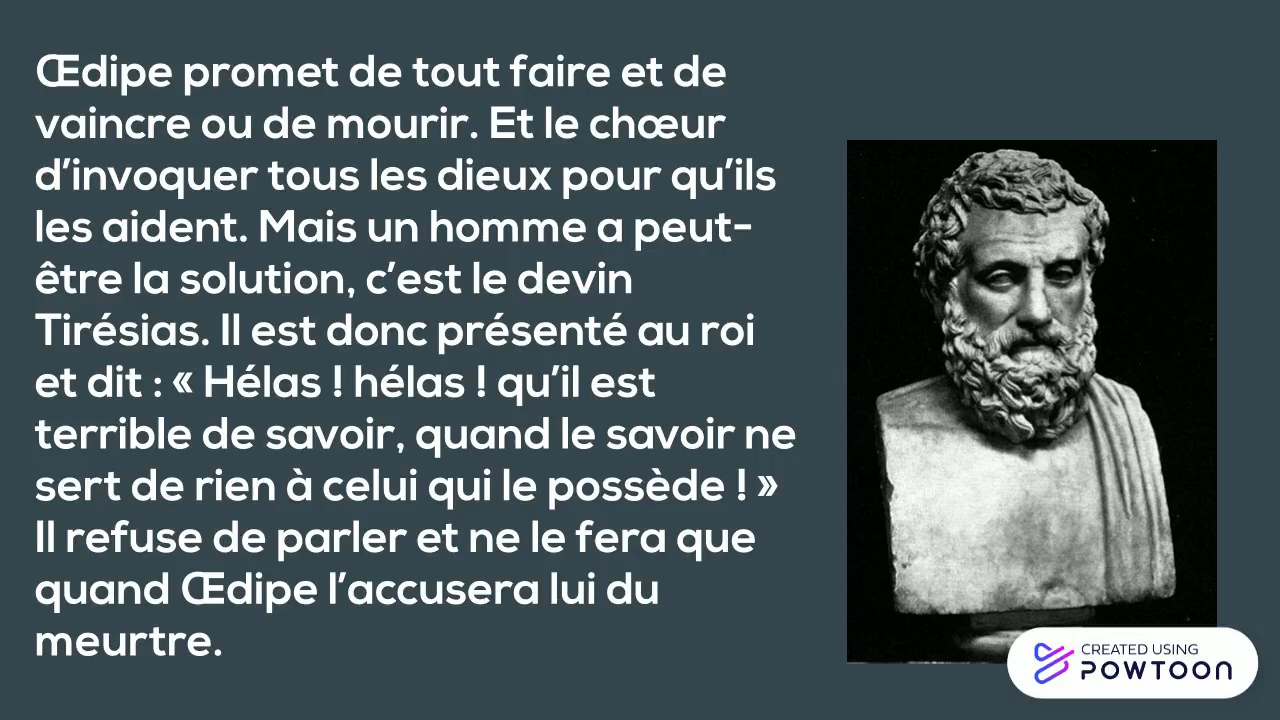 Œdipe promet de tout faire et de
vaincre ou de mourir. Et le chœur
d’invoquer tous les dieux pour qu’ils
les aident. Mais un homme a peut-
être la solution, c’est le devin
Tirésias. Il est donc présenté au roi
et dit : « Hélas ! hélas ! qu’il est
terrible de savoir, quand le savoir ne
sert de rien à celui qui le possède ! »
Il refuse de parler et ne le fera que
quand Œdipe l’accusera lui du
meurtre.
CREATED USING
POWTOON